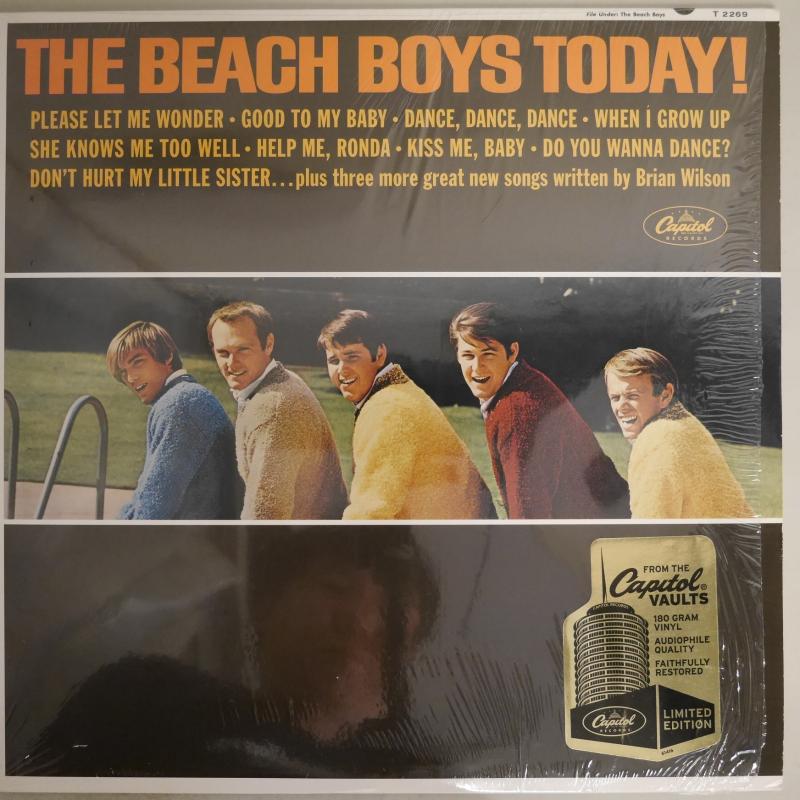 File Under: The Beach Boys
T 2269
THE BEACH BOYS TODAY!
PLEASE LET ME WONDER • GOOD TO MY BABY • DANCE, DANCE, DANCE • WHEN I GROW UP
SHE KNOWS ME TOO WELL • HELP ME, RONDA • KISS ME, BABY • DO YOU WANNA DANCE?
DON'T HURT MY LITTLE SISTER...plus three more great new songs written by Brian Wilson
Capitol
RECORDS
FROM THE
Capitol®
VAULTS
CAPITOL RECORDS
180 GRAM
VINYL
AUDIOPHILE
QUALITY
FAITHFULLY
RESTORED
Capitol
RECORDS
LIMITED
EDITION